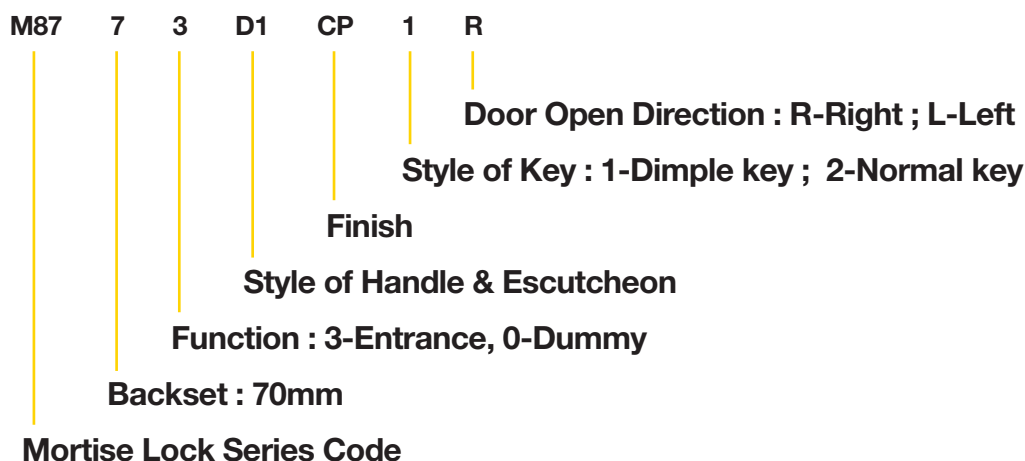 M87 7 3 D1 CP 1 R
Door Open Direction : R-Right ; L-Left
Style of Key : 1-Dimple key ; 2-Normal key
Finish
Style of Handle & Escutcheon
Function : 3-Entrance, 0-Dummy
Backset : 70mm
Mortise Lock Series Code